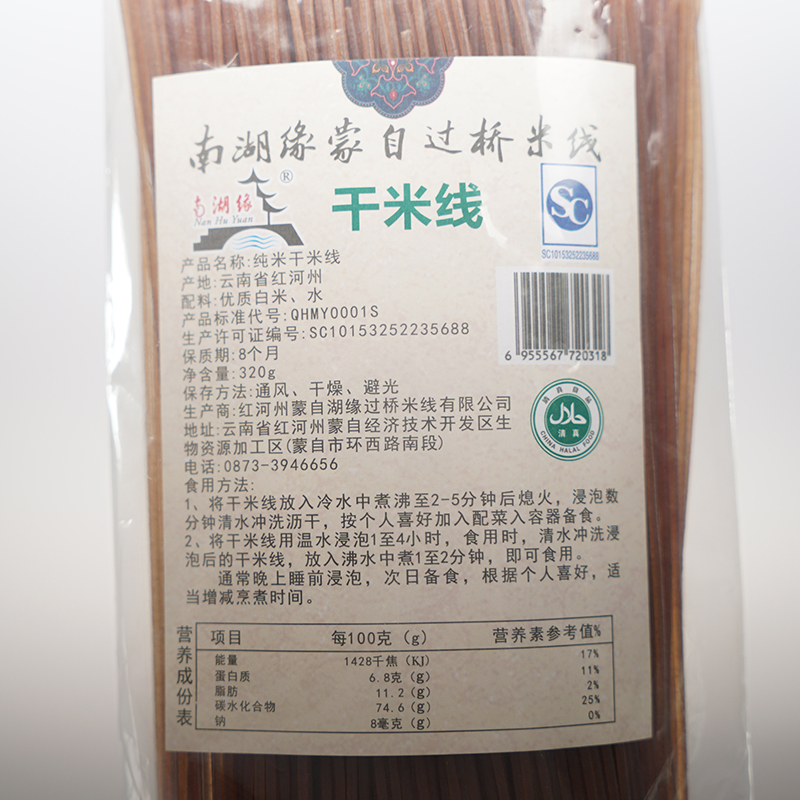 南湖缘蒙自过桥米线
南湖缘®
Nan Hu Yuan
干米线
SC
SC10153252235688
产品名称:纯米干米线
产地:云南省红河州
配料:优质白米、水
产品标准代号:QHMY0001S
生产许可证编号:SC10153252235688
保质期:8个月
净含量:320g
保存方法:通风、干燥、避光
生产商:红河州蒙自湖缘过桥米线有限公司
地址:云南省红河州蒙自经济技术开发区生
物资源加工区(蒙自市环西路南段)
电话:0873-3946656
6 955567 720318
清真食品
حلال
清真
CHINA HALAL FOOD
食用方法:
1、将干米线放入冷水中煮沸至2-5分钟后熄火，浸泡数
分钟清水冲洗沥干，按个人喜好加入配菜入容器备食。
2、将干米线用温水浸泡1至4小时，食用时，清水冲洗浸
泡后的干米线，放入沸水中煮1至2分钟，即可食用。
通常晚上睡前浸泡，次日备食，根据个人喜好，适
当增减烹煮时间。
营养成份表
项目 每100克（g） 营养素参考值%
能量 1428千焦（KJ） 17%
蛋白质 6.8克（g） 11%
脂肪 11.2（g） 2%
碳水化合物 74.6（g） 25%
钠 8毫克（g） 0%